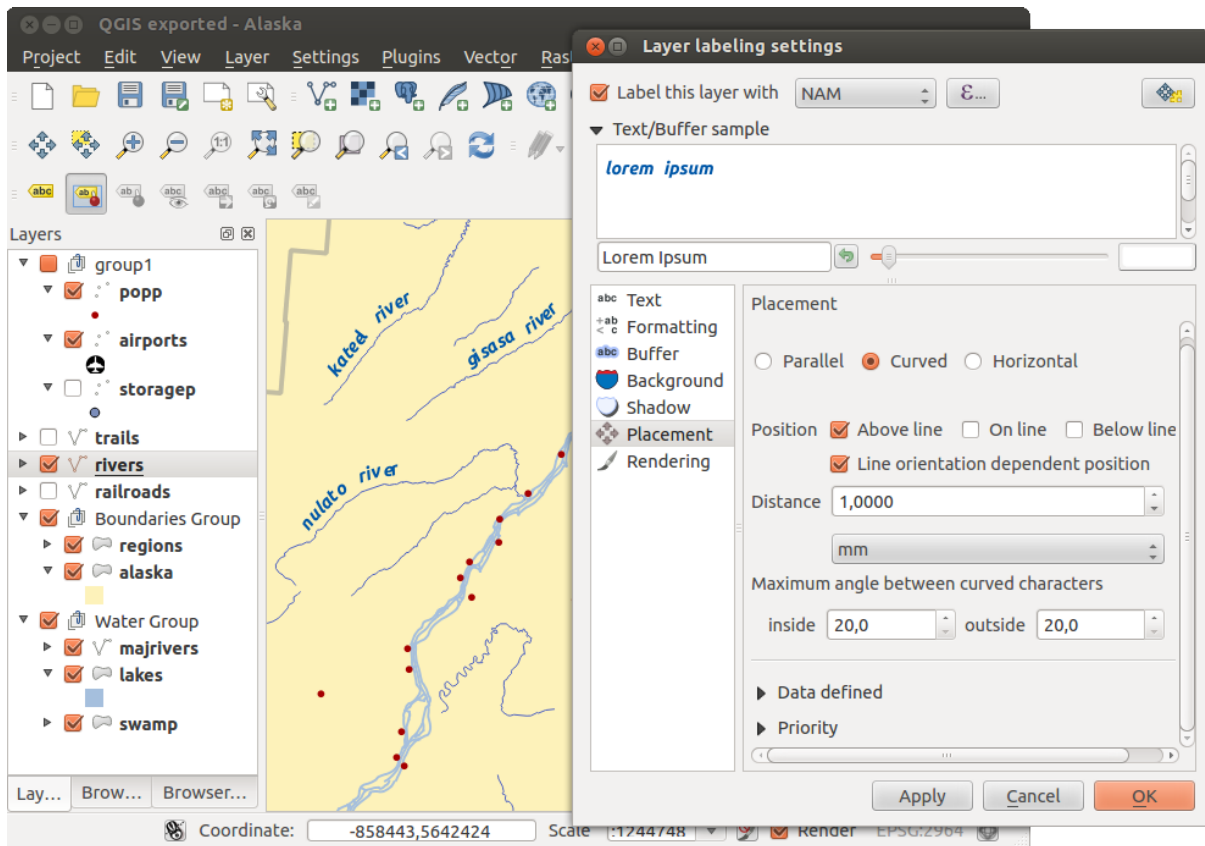 QGIS exported - Alaska
Project Edit View Layer Settings Plugins Vector Ras
Layers
group1
popp
airports
storagep
trails
rivers
railroads
Boundaries Group
regions
alaska
Water Group
majrivers
lakes
swamp
Lay... Brow... Browser...
kateel river
gisasa river
nulato river
Coordinate: -858443,5642424 Scale :1244748 Render EPSG:2964
Layer labeling settings
Label this layer with NAM ε...
Text/Buffer sample
lorem ipsum
Lorem Ipsum
abc Text
+ab < c Formatting
abc Buffer
Background
Shadow
Placement
Rendering
Placement
Parallel Curved Horizontal
Position Above line On line Below line
Line orientation dependent position
Distance 1,0000
mm
Maximum angle between curved characters
inside 20,0 outside 20,0
Data defined
Priority
Apply Cancel OK